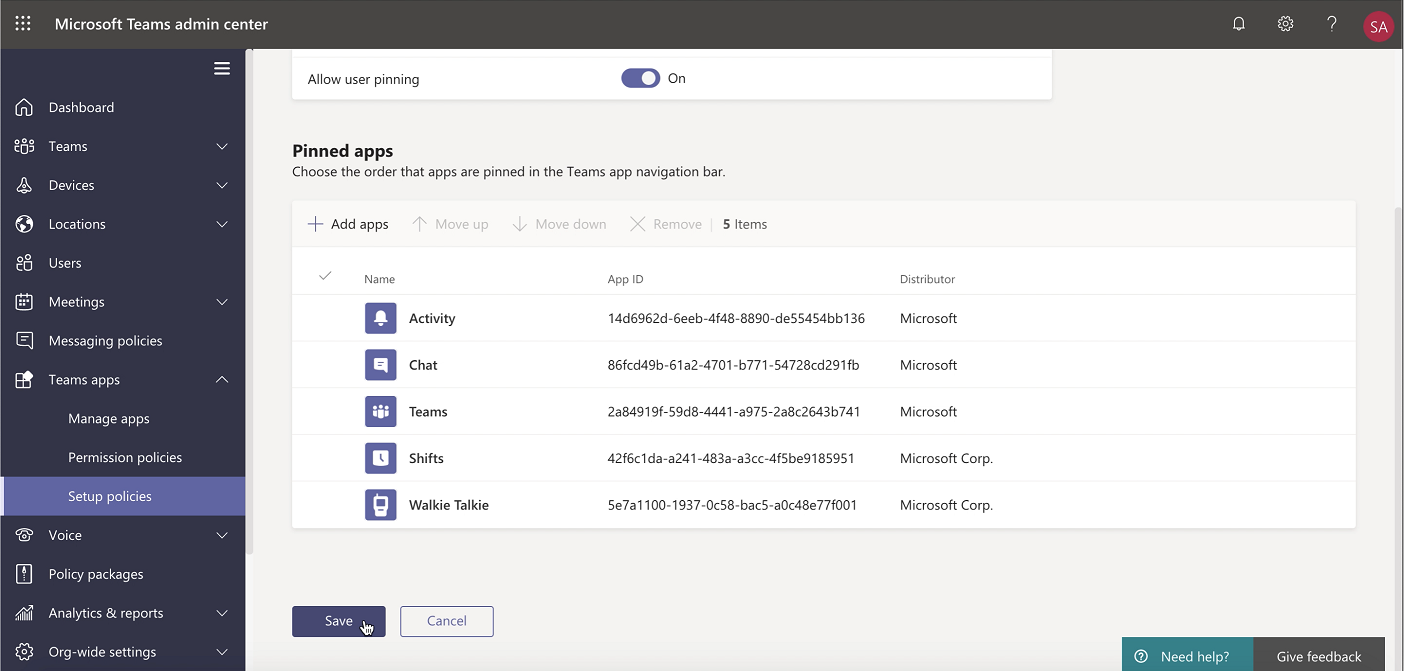 Microsoft Teams admin center
?
SA
Dashboard
Teams
Devices
Locations
Users
Meetings
Messaging policies
Teams apps
Manage apps
Permission policies
Setup policies
Voice
Policy packages
Analytics & reports
Org-wide settings
Allow user pinning On
Pinned apps
Choose the order that apps are pinned in the Teams app navigation bar.
Add apps Move up Move down Remove | 5 Items
Name App ID Distributor
Activity 14d6962d-6eeb-4f48-8890-de55454bb136 Microsoft
Chat 86fcd49b-61a2-4701-b771-54728cd291fb Microsoft
Teams 2a84919f-59d8-4441-a975-2a8c2643b741 Microsoft
Shifts 42f6c1da-a241-483a-a3cc-4f5be9185951 Microsoft Corp.
Walkie Talkie 5e7a1100-1937-0c58-bac5-a0c48e77f001 Microsoft Corp.
Save Cancel
? Need help? Give feedback